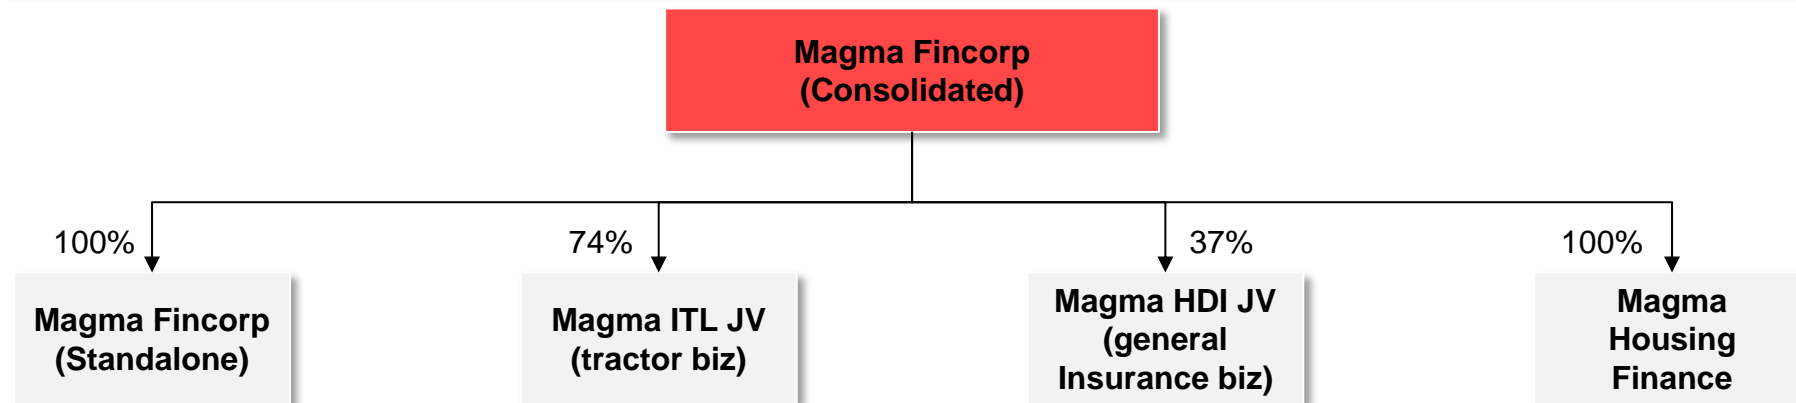 Magma Fincorp
(Consolidated)
100%
74%
37%
100%
Magma Fincorp
(Standalone)
Magma ITL JV
(tractor biz)
Magma HDI JV
(general
Insurance biz)
Magma
Housing
Finance